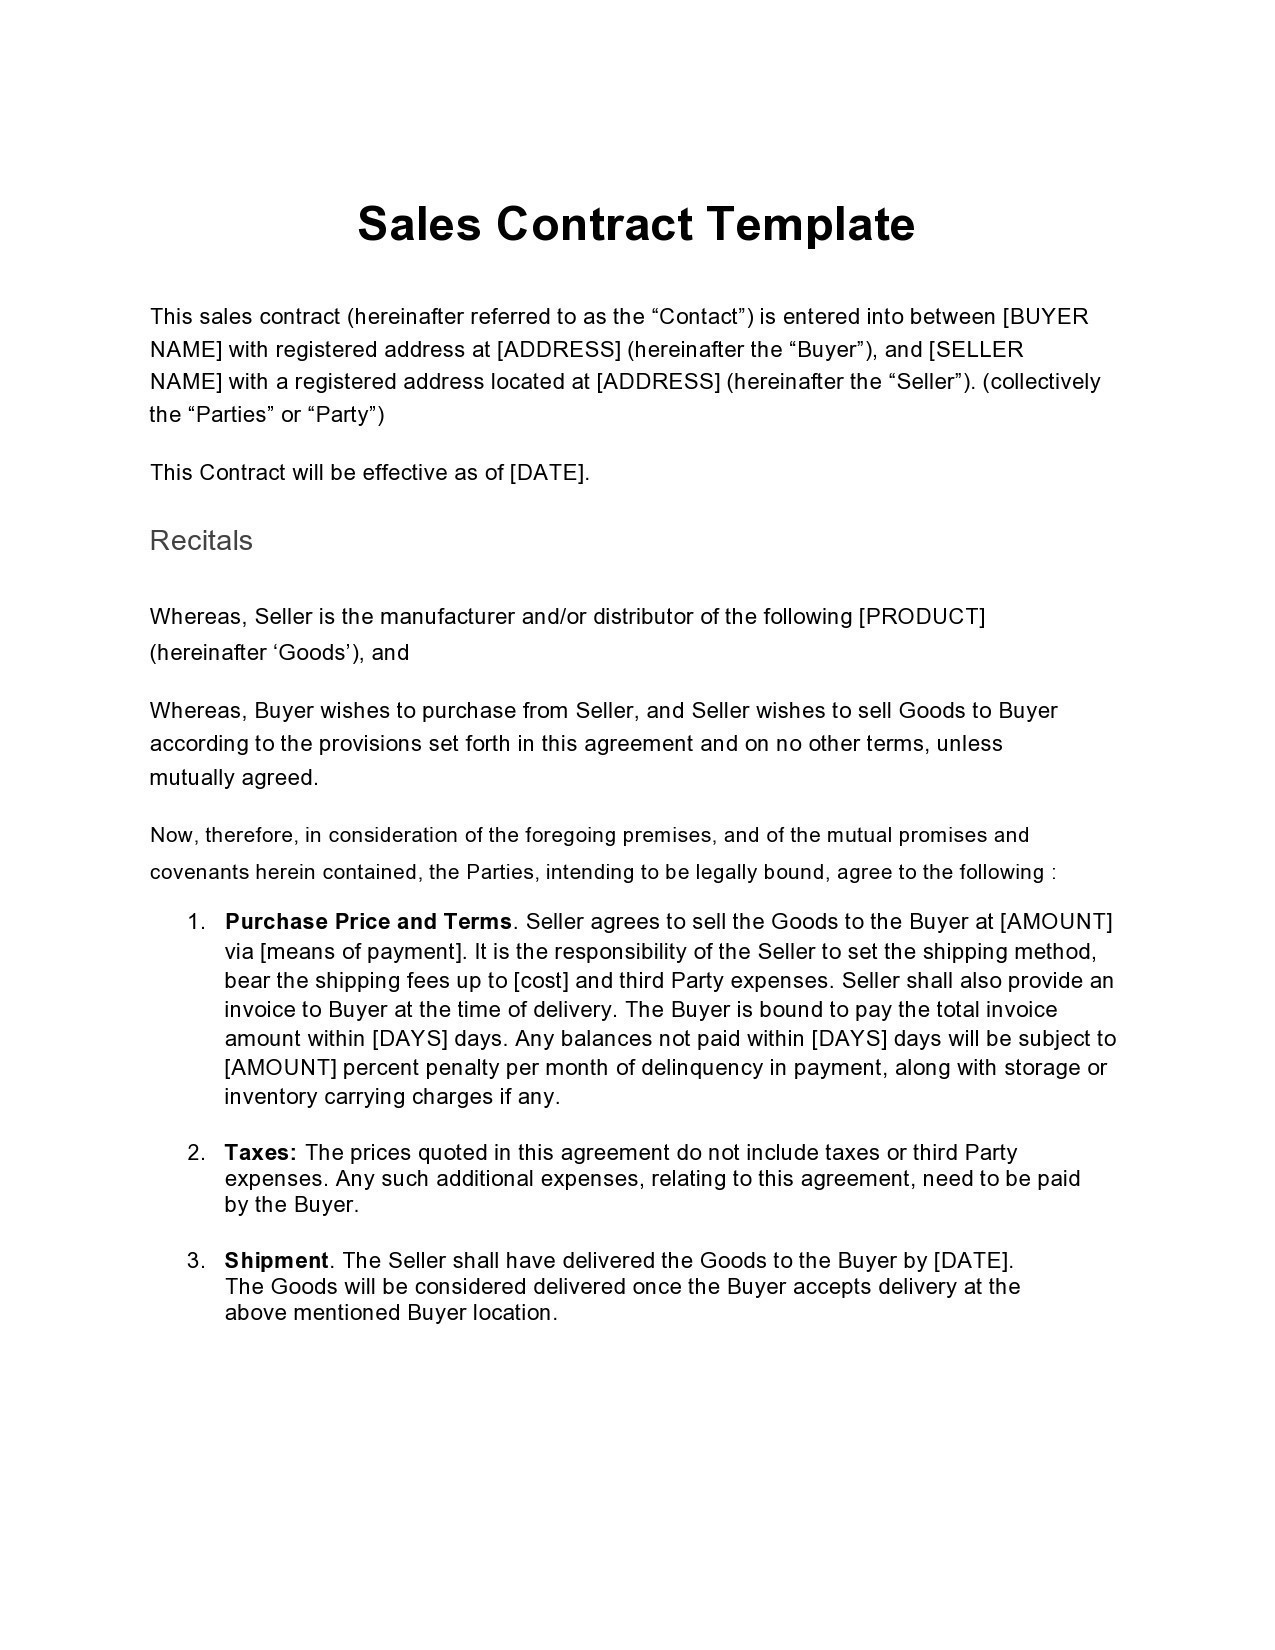 Sales Contract Template
This sales contract (hereinafter referred to as the “Contact”) is entered into between [BUYER
NAME] with registered address at [ADDRESS] (hereinafter the “Buyer”), and [SELLER
NAME] with a registered address located at [ADDRESS] (hereinafter the “Seller”). (collectively
the “Parties” or “Party”)
This Contract will be effective as of [DATE].
Recitals
Whereas, Seller is the manufacturer and/or distributor of the following [PRODUCT]
(hereinafter ‘Goods’), and
Whereas, Buyer wishes to purchase from Seller, and Seller wishes to sell Goods to Buyer
according to the provisions set forth in this agreement and on no other terms, unless
mutually agreed.
Now, therefore, in consideration of the foregoing premises, and of the mutual promises and
covenants herein contained, the Parties, intending to be legally bound, agree to the following :
1. Purchase Price and Terms. Seller agrees to sell the Goods to the Buyer at [AMOUNT]
via [means of payment]. It is the responsibility of the Seller to set the shipping method,
bear the shipping fees up to [cost] and third Party expenses. Seller shall also provide an
invoice to Buyer at the time of delivery. The Buyer is bound to pay the total invoice
amount within [DAYS] days. Any balances not paid within [DAYS] days will be subject to
[AMOUNT] percent penalty per month of delinquency in payment, along with storage or
inventory carrying charges if any.
2. Taxes: The prices quoted in this agreement do not include taxes or third Party
expenses. Any such additional expenses, relating to this agreement, need to be paid
by the Buyer.
3. Shipment. The Seller shall have delivered the Goods to the Buyer by [DATE].
The Goods will be considered delivered once the Buyer accepts delivery at the
above mentioned Buyer location.